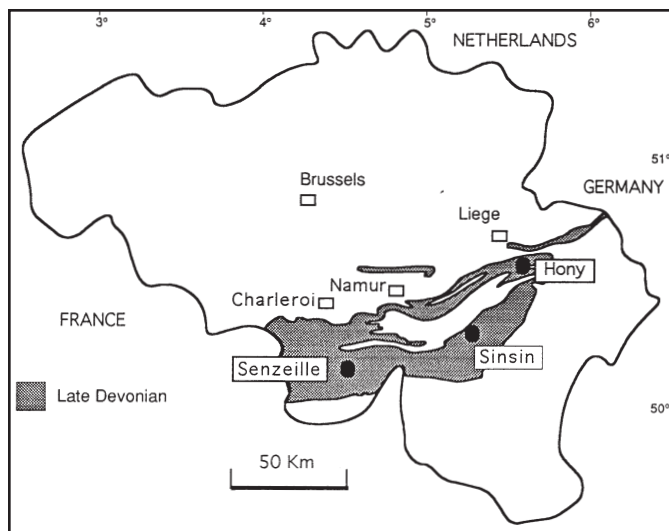 3°
4°
5°
6°
NETHERLANDS
51°
Brussels
GERMANY
Liege
Hony
Namur
Charleroi
FRANCE
Sinsin
Senzeille
Late Devonian
50°
50 Km